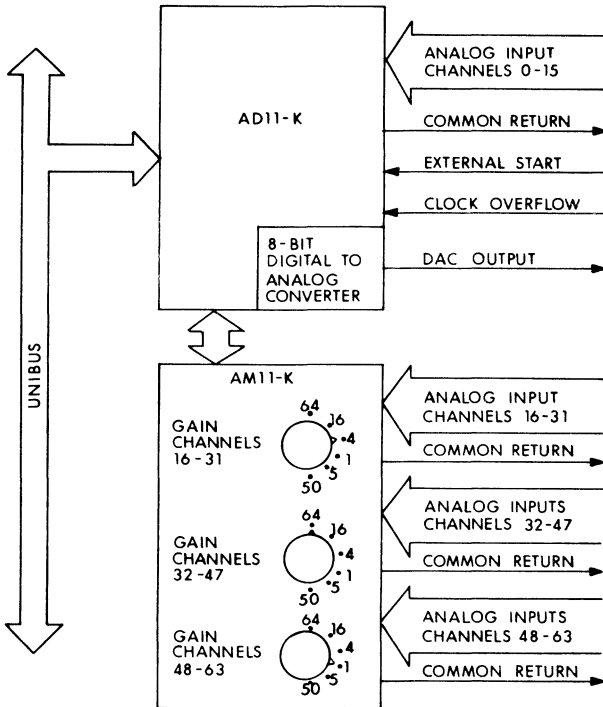 UNIBUS
AD11-K
8-BIT
DIGITAL TO
ANALOG
CONVERTER
ANALOG INPUT
CHANNELS 0-15
COMMON RETURN
EXTERNAL START
CLOCK OVERFLOW
DAC OUTPUT
AM11-K
GAIN
CHANNELS
16-31
64
16
4
1
.5
50
ANALOG INPUT
CHANNELS 16-31
COMMON RETURN
GAIN
CHANNELS
32-47
64
16
4
1
.5
50
ANALOG INPUTS
CHANNELS 32-47
COMMON RETURN
GAIN
CHANNELS
48-63
64
16
4
1
.5
50
ANALOG INPUTS
CHANNELS 48-63
COMMON RETURN